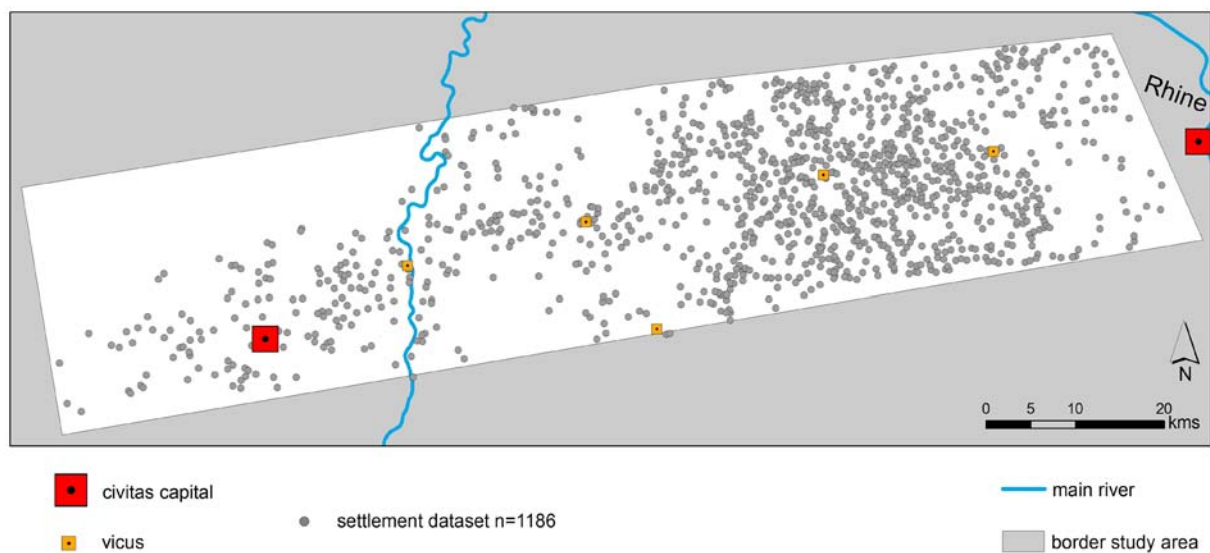 Rhine
N
0 5 10 20
kms
civitas capital
vicus
settlement dataset n=1186
main river
border study area